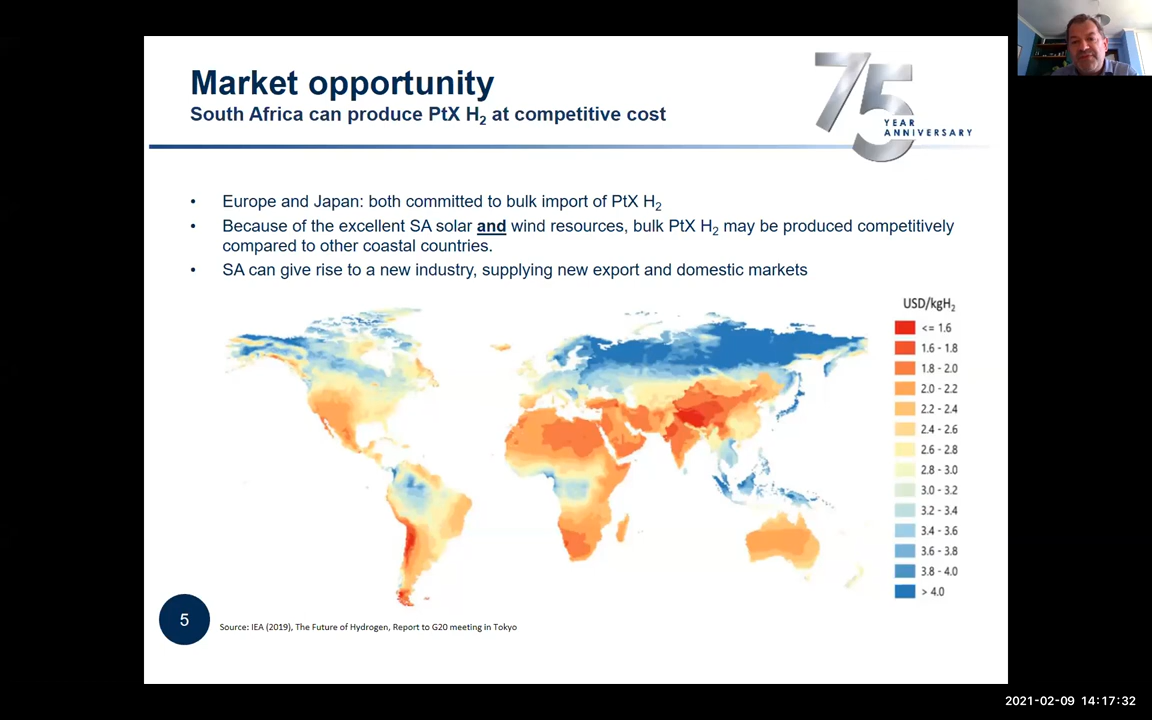 Market opportunity
South Africa can produce PtX H₂ at competitive cost
75
YEAR
ANNIVERSARY
• Europe and Japan: both committed to bulk import of PtX H₂
• Because of the excellent SA solar and wind resources, bulk PtX H₂ may be produced competitively
compared to other coastal countries.
• SA can give rise to a new industry, supplying new export and domestic markets
USD/kgH₂
<= 1.6
1.6 - 1.8
1.8 - 2.0
2.0 - 2.2
2.2 - 2.4
2.4 - 2.6
2.6 - 2.8
2.8 - 3.0
3.0 - 3.2
3.2 - 3.4
3.4 - 3.6
3.6 - 3.8
3.8 - 4.0
> 4.0
5
Source: IEA (2019), The Future of Hydrogen, Report to G20 meeting in Tokyo
2021-02-09 14:17:32